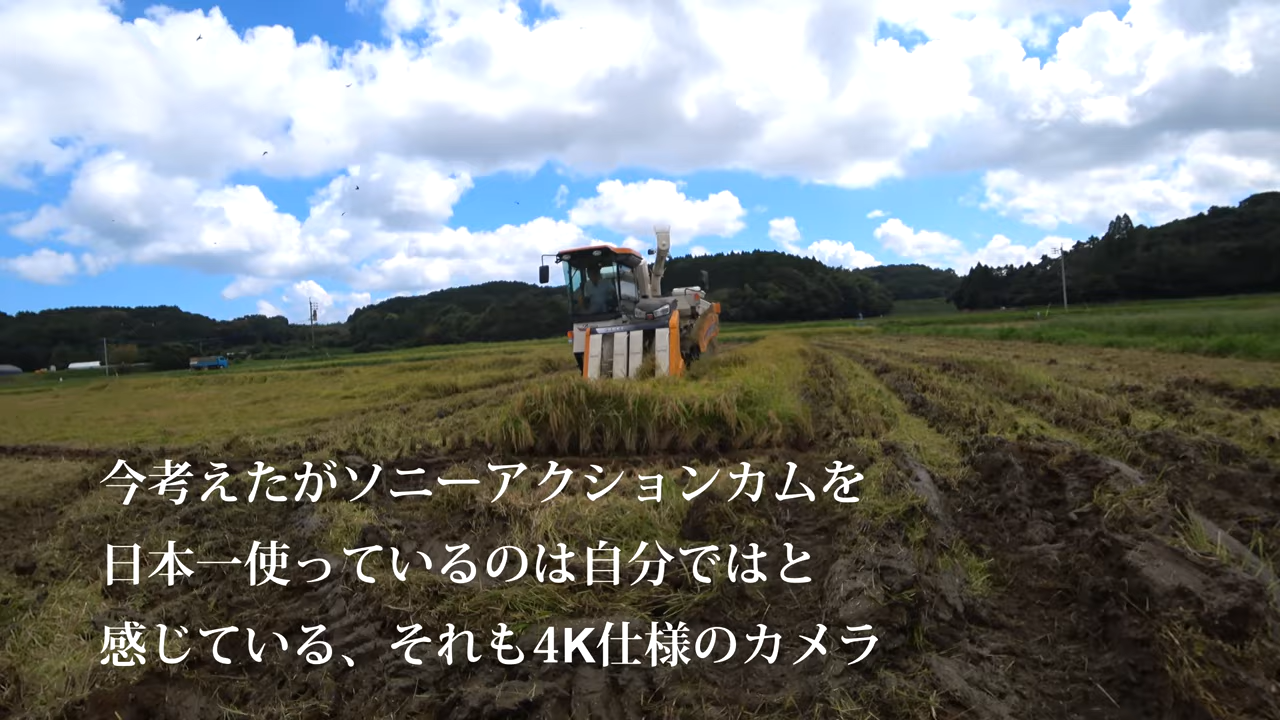 今考えたがソニーアクションカムを
日本一使っているのは自分ではと
感じている、それも4K仕様のカメラ